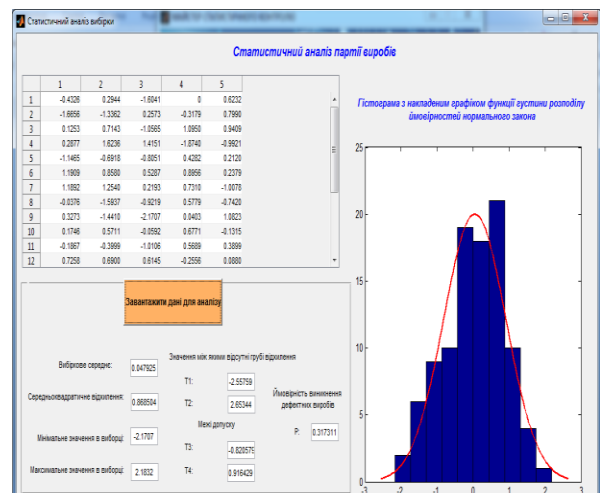 Статистичний аналіз вибірки
Статистичний аналіз партії виробів
1 2 3 4 5
1 -0.4326 0.2944 -1.6041 0 0.6232
2 -1.6656 -1.3362 0.2573 -0.3179 0.7990
3 0.1253 0.7143 -1.0565 1.0950 0.9409
4 0.2877 1.6236 1.4151 -1.8740 -0.9921
5 -1.1465 -0.6918 -0.8051 0.4282 0.2120
6 1.1909 0.8580 0.5287 0.8956 0.2379
7 1.1892 1.2540 0.2193 0.7310 -1.0078
8 -0.0376 -1.5937 -0.9219 0.5779 -0.7420
9 0.3273 -1.4410 -2.1707 0.0403 1.0823
10 0.1746 0.5711 -0.0592 0.6771 -0.1315
11 -0.1867 -0.3999 -1.0106 0.5689 0.3899
12 0.7258 0.6900 0.6145 -0.2556 0.0880
Гістограма з накладеним графіком функції густини розподілу
ймовірностей нормального закона
25
20
15
10
5
0
-3 -2 -1 0 1 2 3
Завантажити дані для аналізу
Вибіркове середнє: 0.047925
Середньоквадратичне відхилення: 0.868504
Мінімальне значення в виборці: -2.1707
Максимальне значення в виборці: 2.1832
Значення між якими відсутні грубі відхилення
T1: -2.55759
T2: 2.65344
Межі допуску
T3: -0.820575
T4: 0.916429
Ймовірність виникнення
дефектних виробів
P: 0.317311